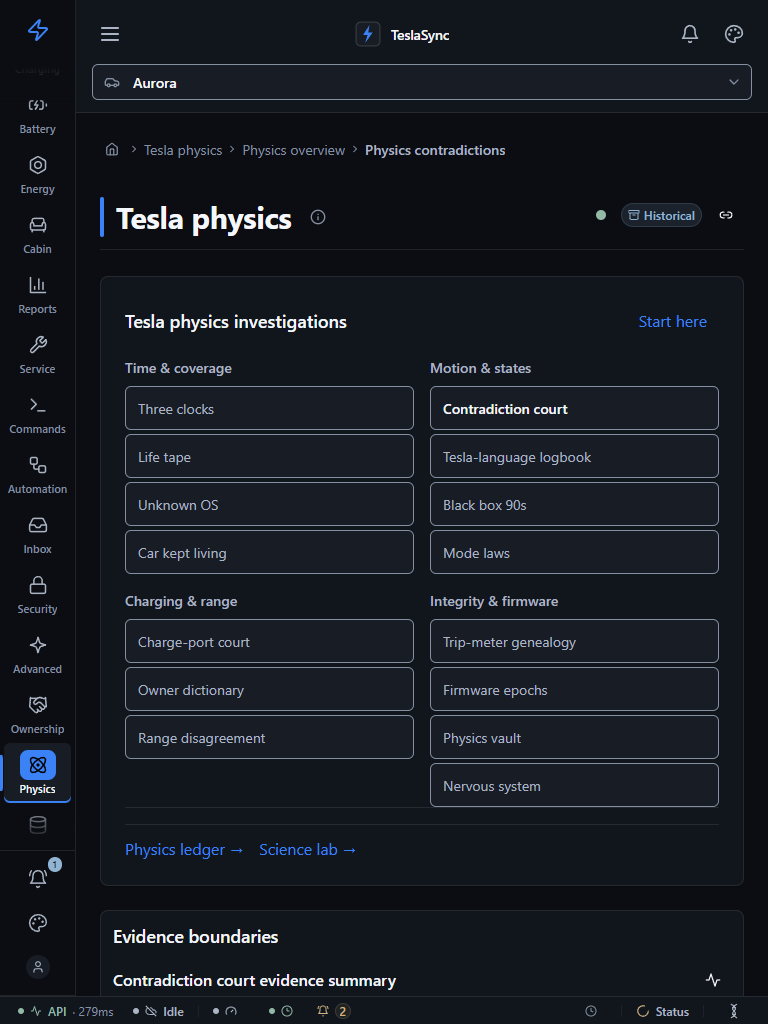 TeslaSync
Aurora
Charging
Battery
Energy
Cabin
Reports
Service
Commands
Automation
Inbox
Security
Advanced
Ownership
Physics
1
Tesla physics > Physics overview > Physics contradictions
Tesla physics
Historical
Tesla physics investigations
Start here
Time & coverage
Three clocks
Life tape
Unknown OS
Car kept living
Motion & states
Contradiction court
Tesla-language logbook
Black box 90s
Mode laws
Charging & range
Charge-port court
Owner dictionary
Range disagreement
Integrity & firmware
Trip-meter genealogy
Firmware epochs
Physics vault
Nervous system
Physics ledger → Science lab →
Evidence boundaries
Contradiction court evidence summary
API · 279ms Idle 2 Status